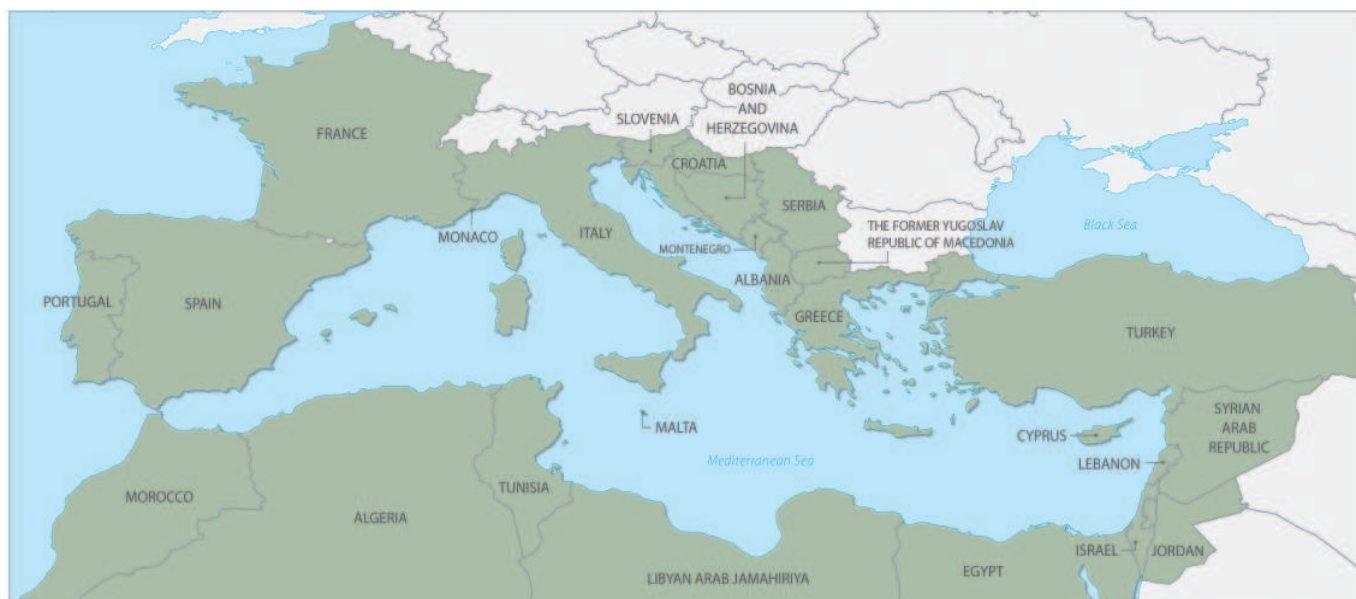 BOSNIA
AND
HERZEGOVINA
SLOVENIA
FRANCE
CROATIA
SERBIA
THE FORMER YUGOSLAV
REPUBLIC OF MACEDONIA
Black Sea
MONACO
ITALY
MONTENEGRO
ALBANIA
PORTUGAL
SPAIN
GREECE
TURKEY
SYRIAN
ARAB
REPUBLIC
MALTA
CYPRUS
Mediterranean Sea
LEBANON
MOROCCO
TUNISIA
ALGERIA
ISRAEL
JORDAN
EGYPT
LIBYAN ARAB JAMAHIRIYA